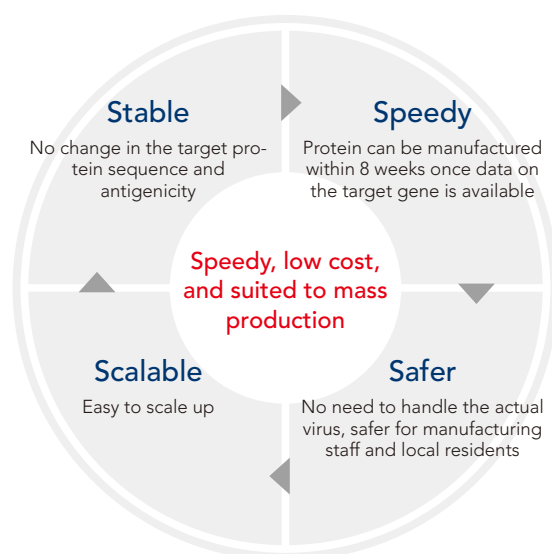 Stable
No change in the target pro-
tein sequence and
antigenicity
Speedy
Protein can be manufactured
within 8 weeks once data on
the target gene is available
Speedy, low cost,
and suited to mass
production
Scalable
Easy to scale up
Safer
No need to handle the actual
virus, safer for manufacturing
staff and local residents